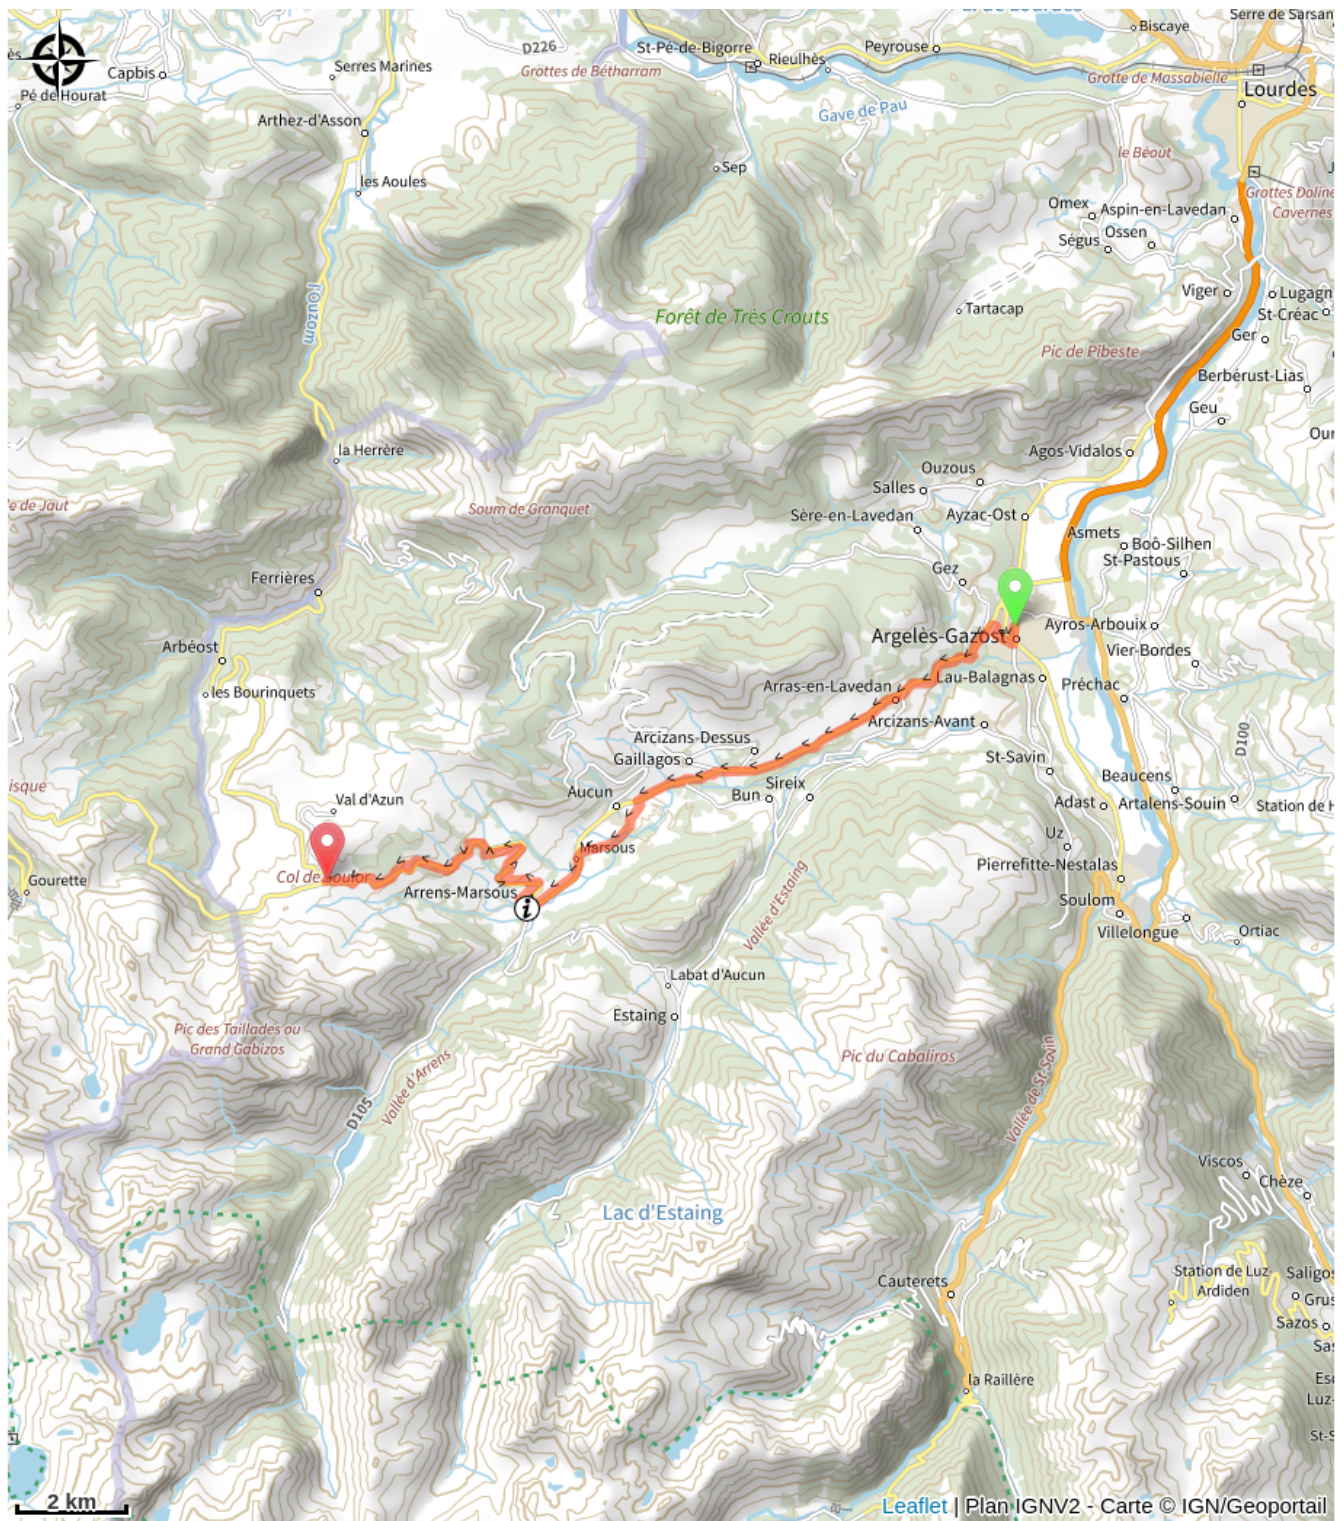 Biscaye
Serre de Sarsan
D226
St-Pé-de-Bigorre
Peyrouse
Rieulhès
Serres Marines
Capbis
Grottes de Bétharram
Grotte de Massabielle
Lourdes
Pé de Hourat
Gave de Pau
Arthez-d'Asson
le Béout
Sep
les Aoules
Grottes
Cavernes
Omex
Aspin-en-Lavedan
Ossen
Ségus
l'Ouzom
Viger
Tartacap
St-Créac
Forêt de Très Crouts
Ger
Pic de Pibeste
Berbérust-Lias
Geu
la Herrère
Agos-Vidalos
Ouzous
Salles
Soum de Granquet
Sère-en-Lavedan
Ayzac-Ost
Asmets
Boô-Silhen
St-Pastous
Gez
Ferrières
Argelès-Gazost
Ayros-Arbouix
Arbéost
Vier-Bordes
les Bourinquets
Arras-en-Lavedan
Lau-Balagnas
Préchac
Arcizans-Avant
Arcizans-Dessus
D100
Gaillagos
St-Savin
Beaucens
Aucun
Sireix
Bun
Val d'Azun
Adast
Artalens-Souin
Station de
Uz
Marsous
Pierrefitte-Nestalas
Gourette
Col de Soulor
Arrens-Marsous
i
Soulom
Vallée d'Estaing
Villelongue
Ortiac
Labat d'Aucun
Estaing
Pic des Taillades ou
Grand Gabizos
Pic du Cabaliros
Vallée d'Arrens
Vallée de St-Savin
D105
Viscos
Chèze
Lac d'Estaing
Cauterets
Station de Luz
Ardiden
Sazos
la Raillère
2 km
Leaflet | Plan IGNV2 - Carte © IGN/Geoportail